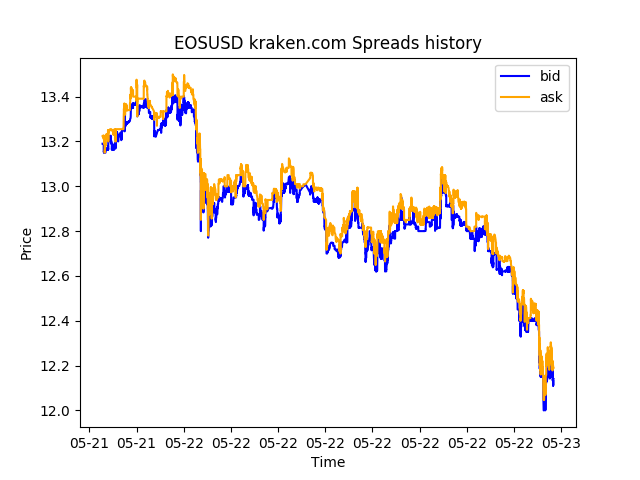 EOSUSD kraken.com Spreads history
bid
ask
Price
13.4
13.2
13.0
12.8
12.6
12.4
12.2
12.0
05-21 05-21 05-22 05-22 05-22 05-22 05-22 05-22 05-22 05-22 05-23
Time